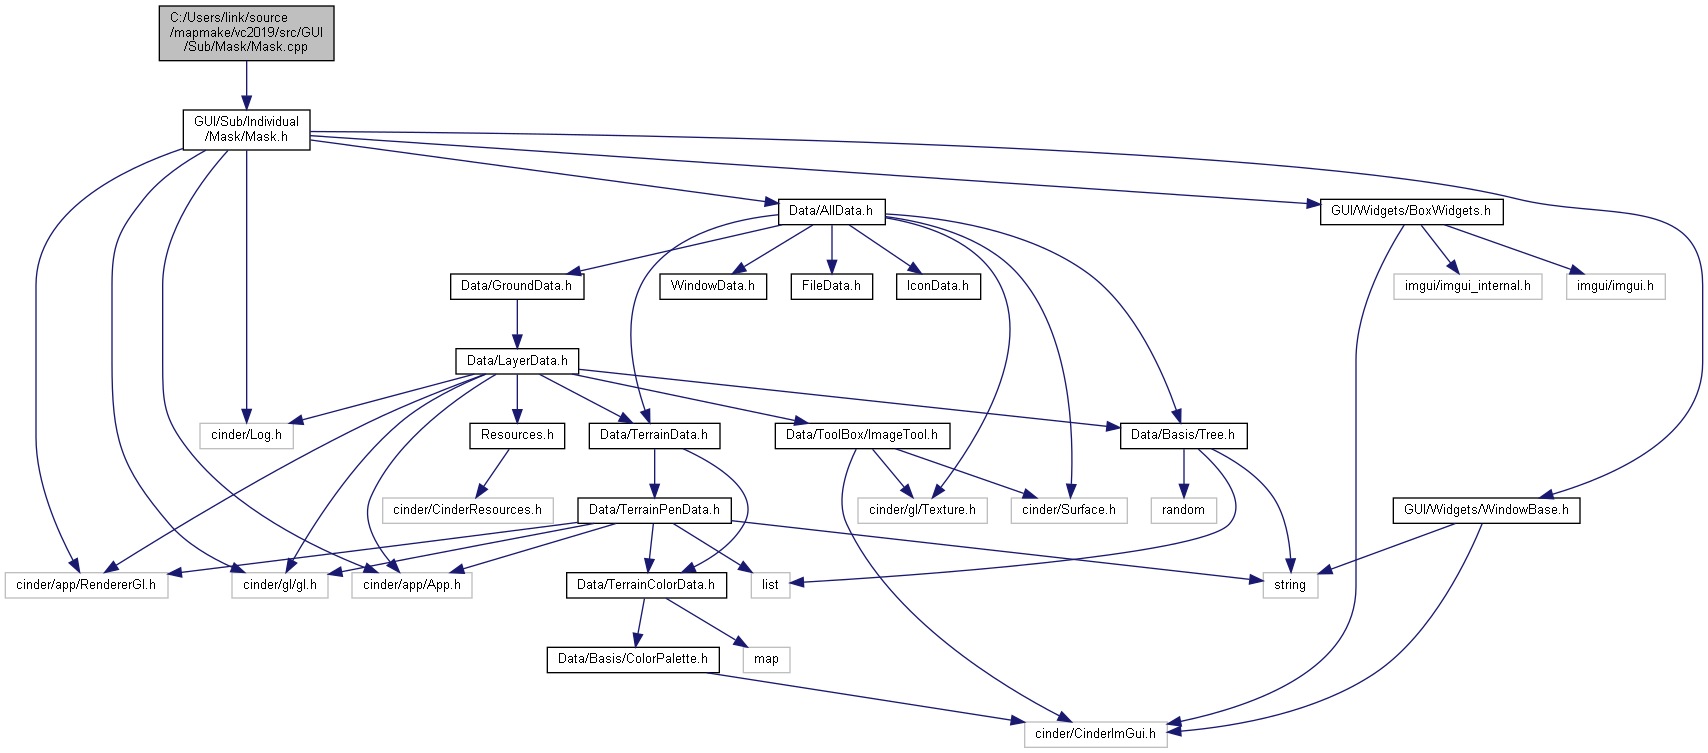 C:/Users/link/source
/mapmake/vc2019/src/GUI
/Sub/Mask/Mask.cpp
GUI/Sub/Individual
/Mask/Mask.h
Data/AllData.h
GUI/Widgets/BoxWidgets.h
Data/GroundData.h
WindowData.h
FileData.h
IconData.h
imgui/imgui_internal.h
imgui/imgui.h
Data/LayerData.h
cinder/Log.h
Resources.h
Data/TerrainData.h
Data/ToolBox/ImageTool.h
Data/Basis/Tree.h
cinder/CinderResources.h
Data/TerrainPenData.h
cinder/gl/Texture.h
cinder/Surface.h
random
GUI/Widgets/WindowBase.h
cinder/app/RendererGl.h
cinder/gl/gl.h
cinder/app/App.h
Data/TerrainColorData.h
list
string
Data/Basis/ColorPalette.h
map
cinder/CinderImGui.h